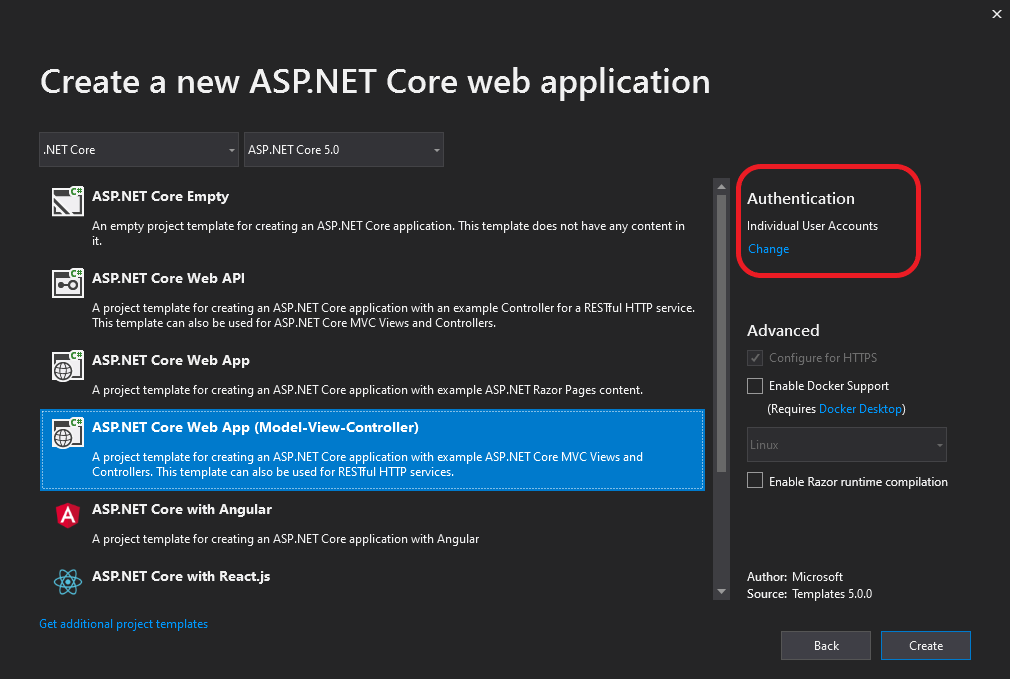 Create a new ASP.NET Core web application
.NET Core
ASP.NET Core 5.0
C#
ASP.NET Core Empty
An empty project template for creating an ASP.NET Core application. This template does not have any content in
it.
C#
ASP.NET Core Web API
A project template for creating an ASP.NET Core application with an example Controller for a RESTful HTTP service.
This template can also be used for ASP.NET Core MVC Views and Controllers.
C#
ASP.NET Core Web App
A project template for creating an ASP.NET Core application with example ASP.NET Razor Pages content.
C#
ASP.NET Core Web App (Model-View-Controller)
A project template for creating an ASP.NET Core application with example ASP.NET Core MVC Views and
Controllers. This template can also be used for RESTful HTTP services.
A
ASP.NET Core with Angular
A project template for creating an ASP.NET Core application with Angular
ASP.NET Core with React.js
Get additional project templates
Authentication
Individual User Accounts
Change
Advanced
Configure for HTTPS
Enable Docker Support
(Requires Docker Desktop)
Linux
Enable Razor runtime compilation
Author: Microsoft
Source: Templates 5.0.0
Back
Create